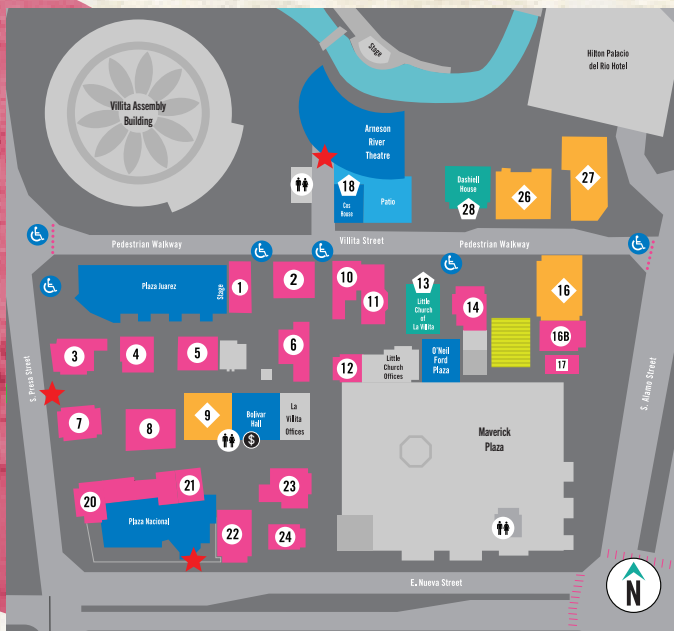 Stage
Hilton Palacio
del Rio Hotel
Villita Assembly
Building
Arneson
River
Theatre
18
Cos
House
Patio
Dashiell
House
28
26
27
Pedestrian Walkway
Villita Street
Pedestrian Walkway
Plaza Juarez
Stage
1
2
10
11
13
Little
Church
of
La Villita
14
16
16B
17
3
4
5
6
12
Little
Church
Offices
O'Neil
Ford
Plaza
S. Presa Street
S. Alamo Street
7
8
9
Bolivar
Hall
$
La
Villita
Offices
Maverick
Plaza
20
21
Plaza Nacional
22
23
24
E. Nueva Street
N